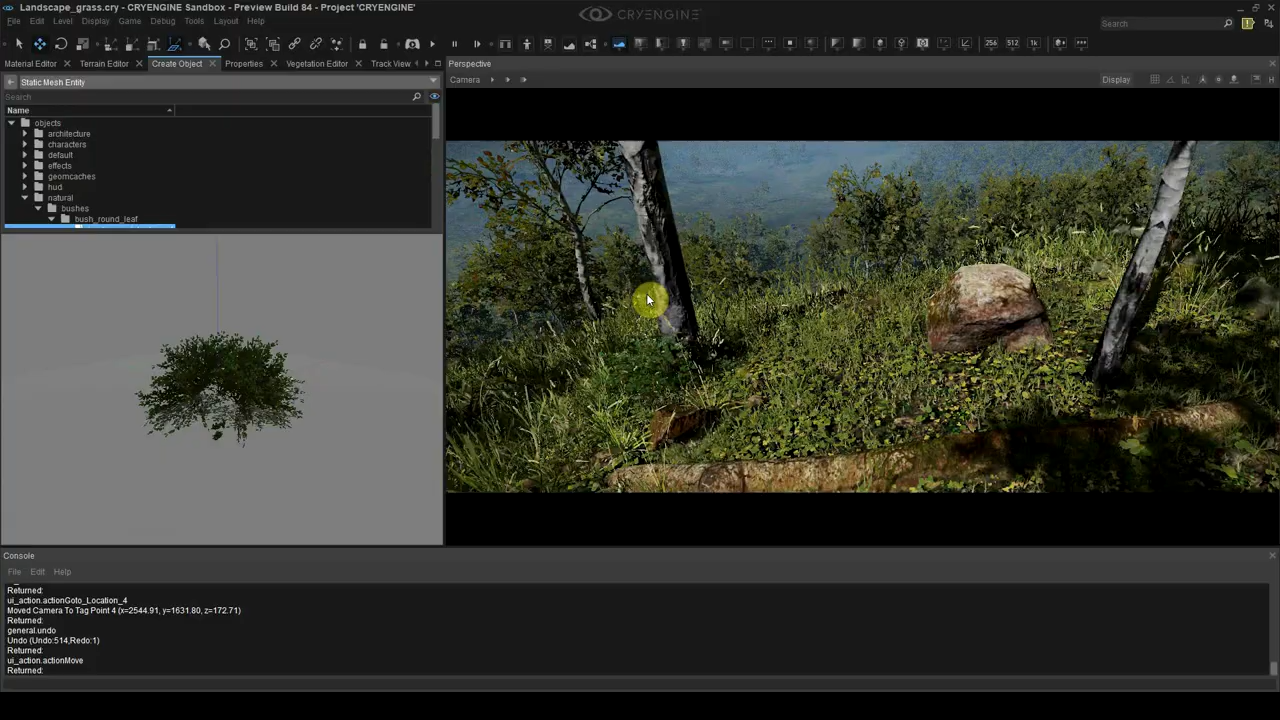 Landscape_grass.cry - CRYENGINE Sandbox - Preview Build 84 - Project 'CRYENGINE'
CRYENGINE
File Edit Level Display Game Debug Tools Layout Help
Search
256 512 1k
Material Editor Terrain Editor Create Object Properties Vegetation Editor Track View
Perspective
Static Mesh Entity
Camera
Display
Search
Name
objects
architecture
characters
default
effects
geomcaches
hud
natural
bushes
bush_round_leaf
Console
File Edit Help
Returned:
ui_action.actionGoto_Location_4
Moved Camera To Tag Point 4 (x=2544.91, y=1631.80, z=172.71)
Returned:
general.undo
Undo (Undo:514,Redo:1)
Returned:
ui_action.actionMove
Returned: